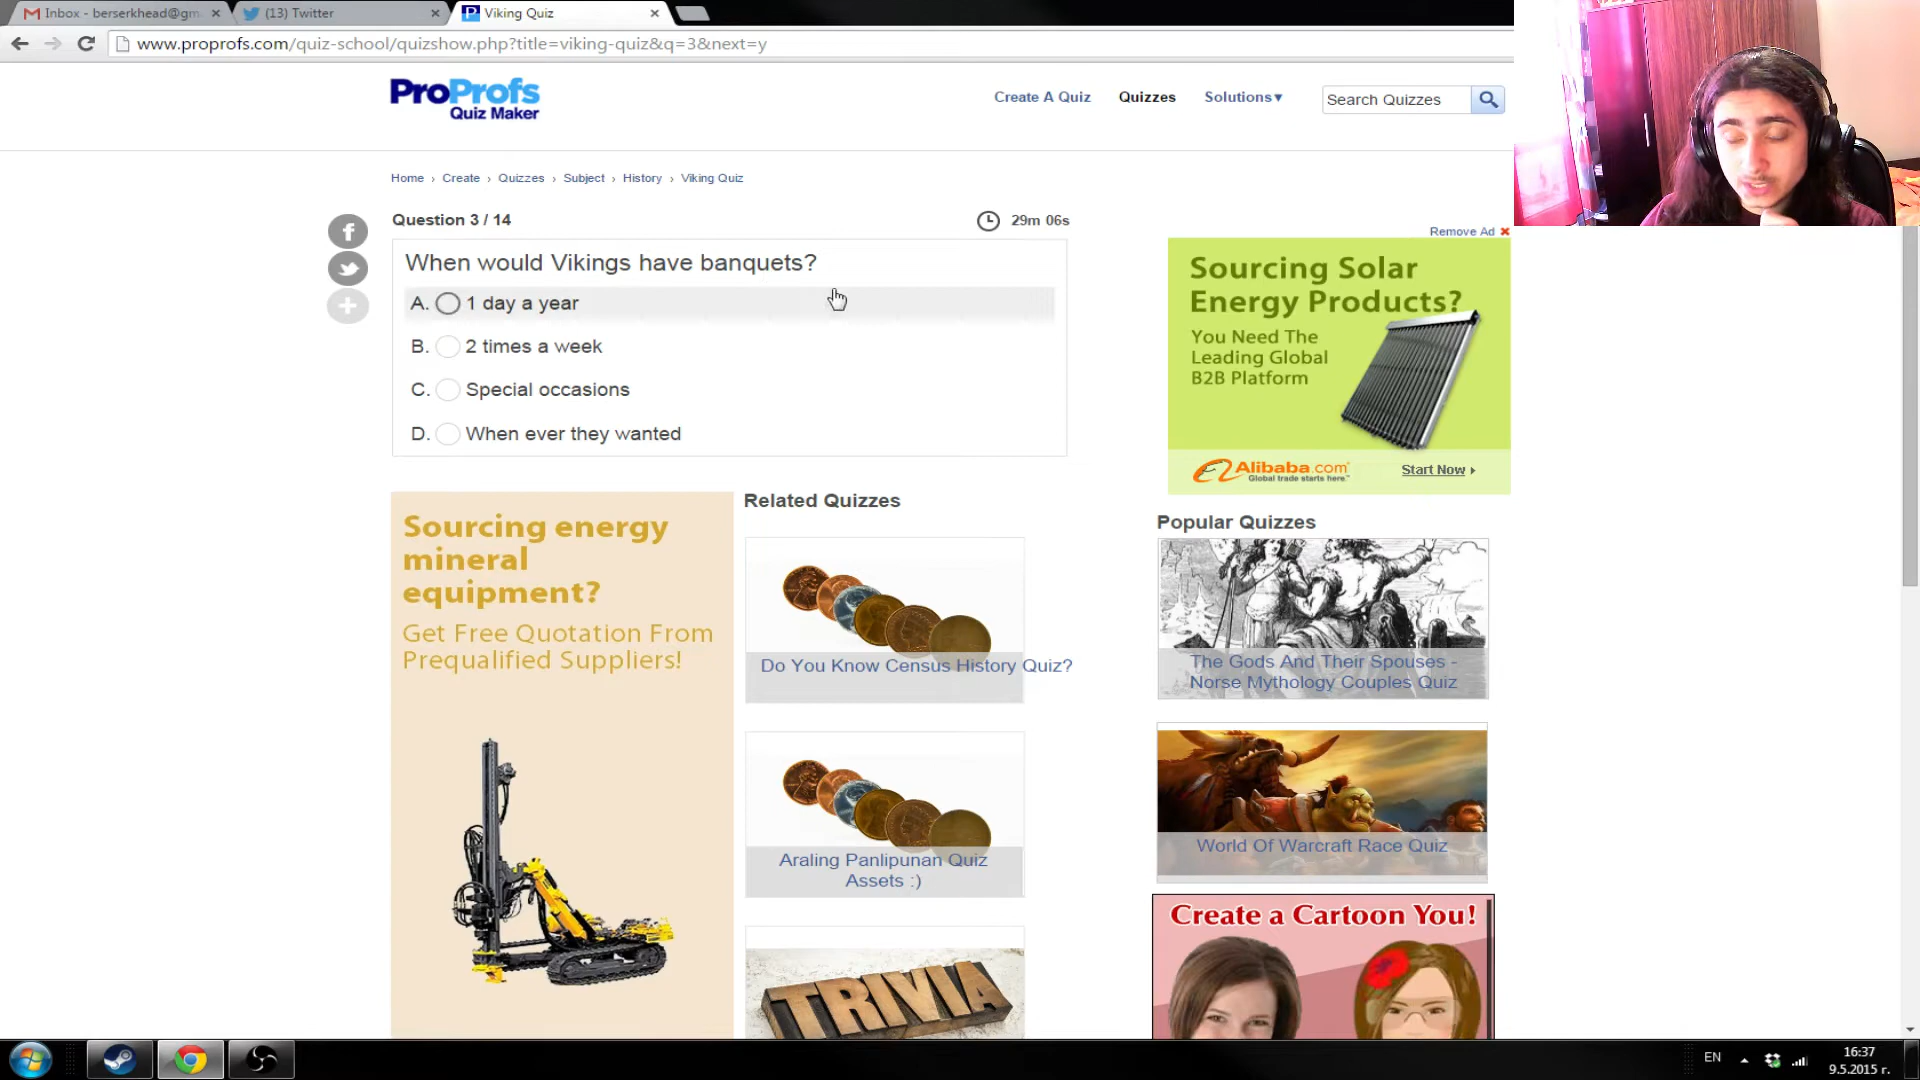 Inbox - berserkhead@gm
(13) Twitter
Viking Quiz
www.proprofs.com/quiz-school/quizshow.php?title=viking-quiz&q=3&next=y
ProProfs
Quiz Maker
Create A Quiz
Quizzes
Solutions▾
Search Quizzes
Home › Create › Quizzes › Subject › History › Viking Quiz
Question 3 / 14
29m 06s
When would Vikings have banquets?
A. 1 day a year
B. 2 times a week
C. Special occasions
D. When ever they wanted
Remove Ad
Sourcing Solar
Energy Products?
You Need The
Leading Global
B2B Platform
Alibaba.com
Global trade starts here.™
Start Now
Sourcing energy
mineral
equipment?
Get Free Quotation From
Prequalified Suppliers!
Related Quizzes
Do You Know Census History Quiz?
Araling Panlipunan Quiz
Assets :)
TRIVIA
Popular Quizzes
The Gods And Their Spouses -
Norse Mythology Couples Quiz
World Of Warcraft Race Quiz
Create a Cartoon You!
EN
16:37
9.5.2015 г.